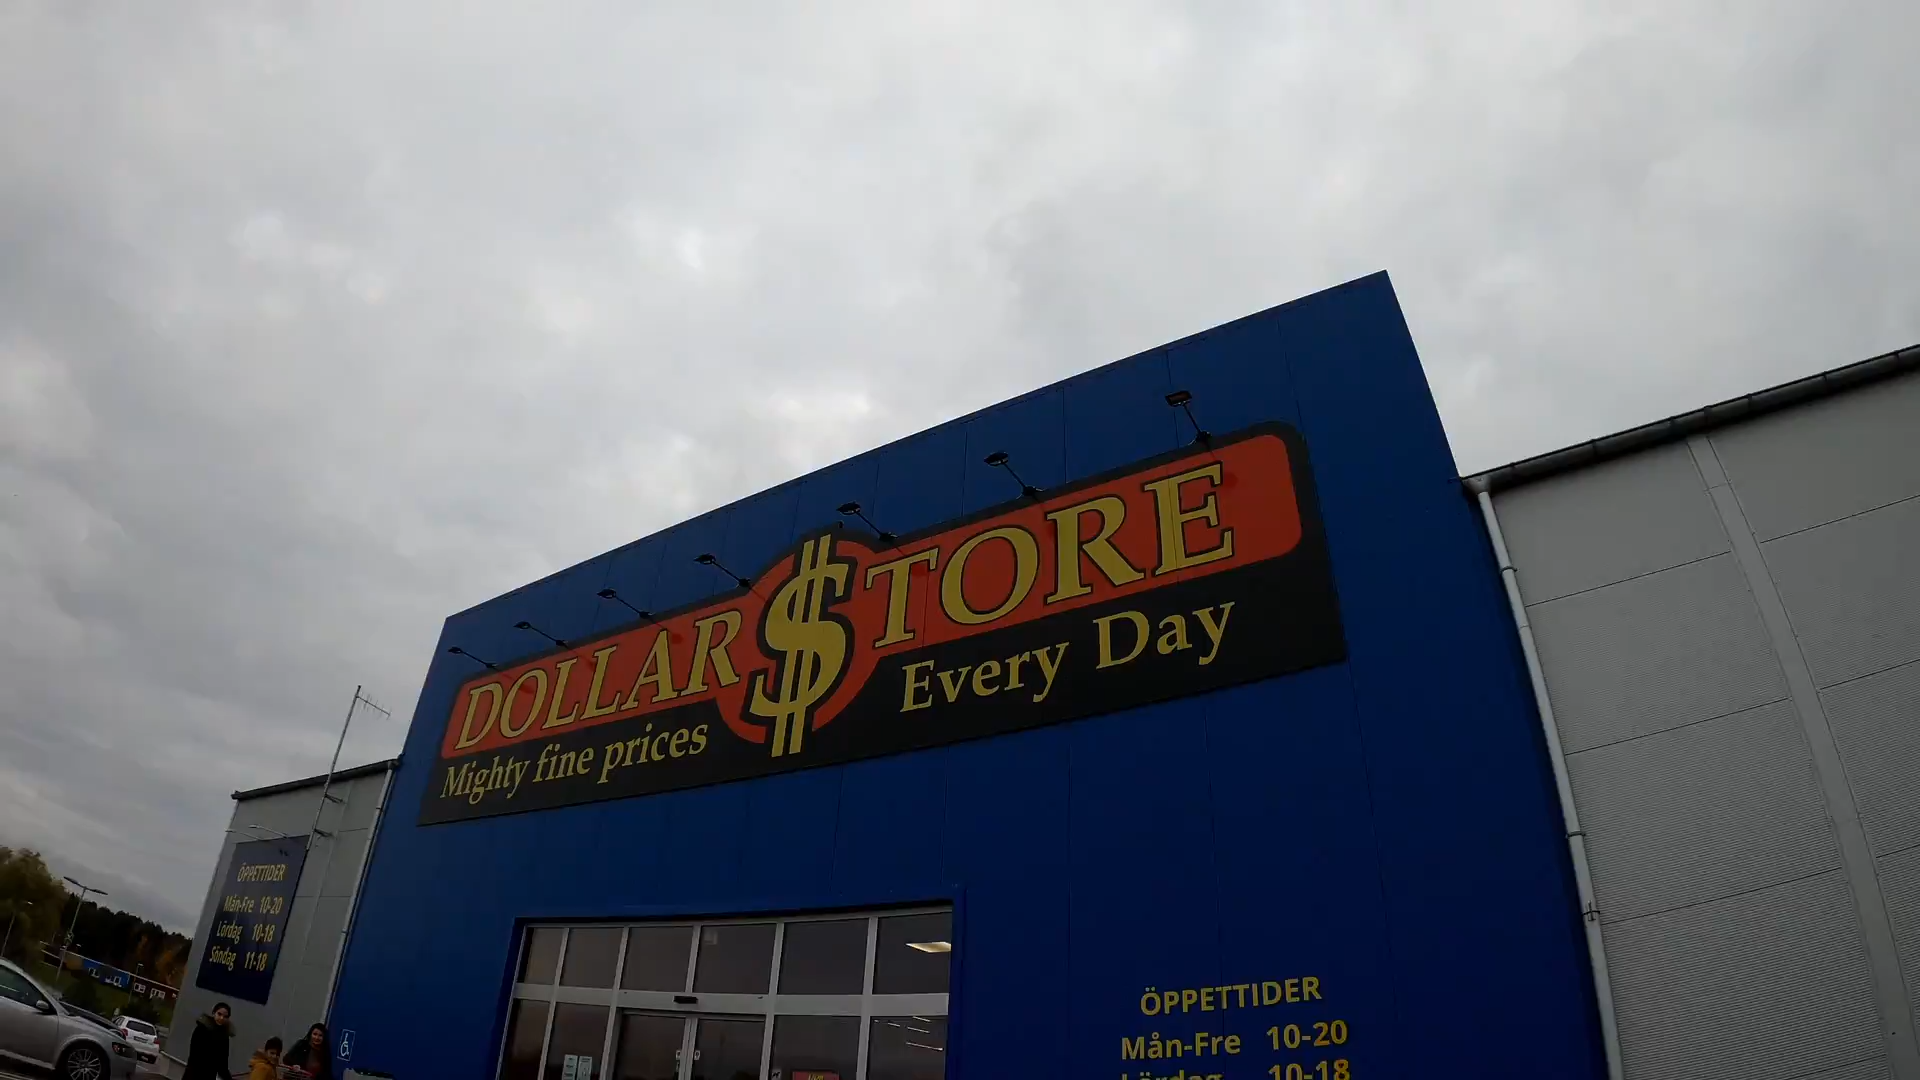 DOLLAR$TORE
Mighty fine prices Every Day
ÖPPETTIDER
Mån-Fre 10-20
Lördag 10-18
Söndag 11-18
ÖPPETTIDER
Mån-Fre 10-20
Lördag 10-18